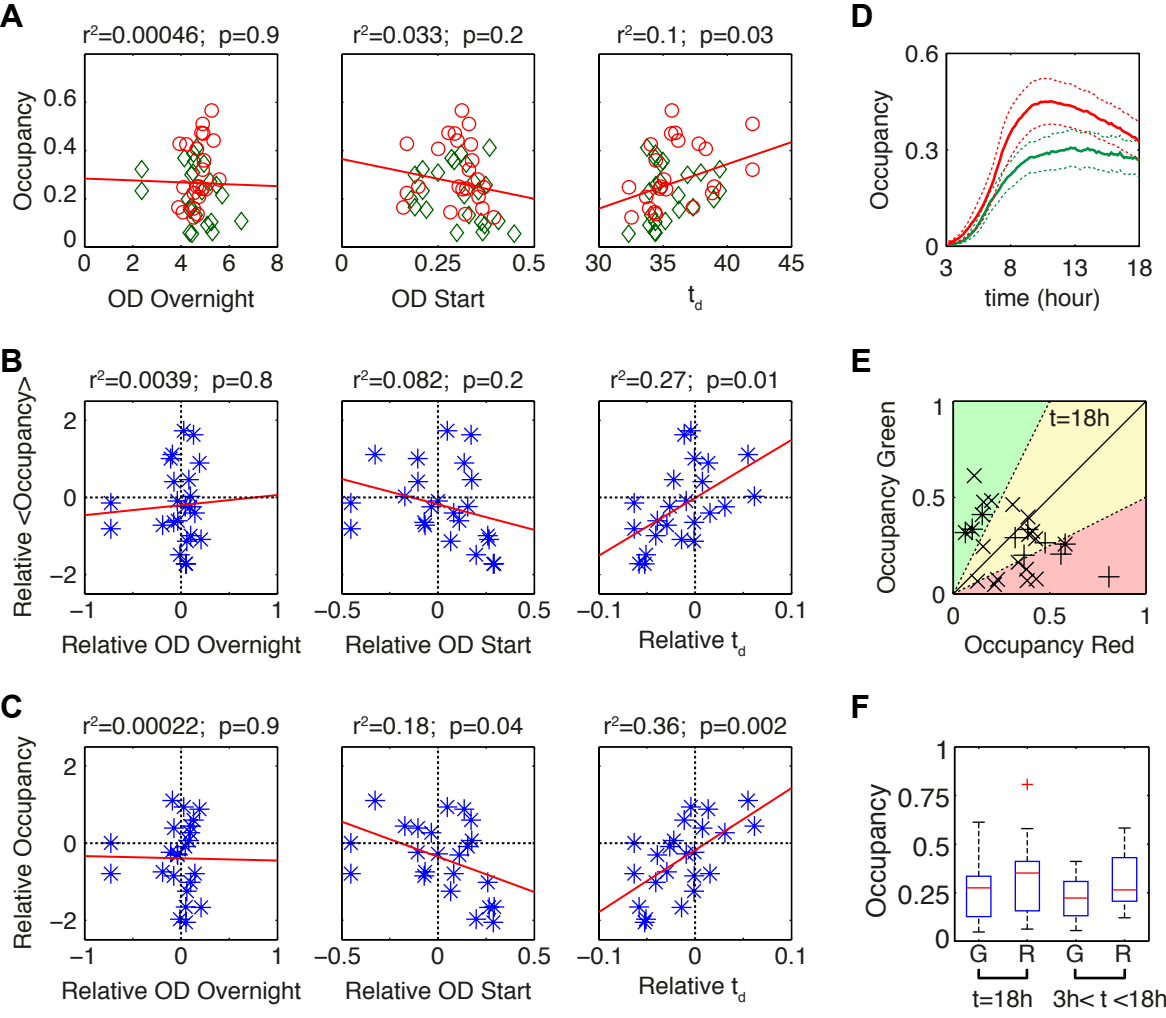 A
r²=0.00046; p=0.9
r²=0.033; p=0.2
r²=0.1; p=0.03
Occupancy
0.6
0.4
0.2
0
0 2 4 6 8
OD Overnight
0 0.25 0.5
OD Start
30 35 40 45
t_d
D
Occupancy
0.6
0.3
0
3 8 13 18
time (hour)
B
r²=0.0039; p=0.8
r²=0.082; p=0.2
r²=0.27; p=0.01
Relative <Occupancy>
2
0
−2
−1 0 1
Relative OD Overnight
−0.5 0 0.5
Relative OD Start
−0.1 0 0.1
Relative t_d
E
Occupancy Green
1
0.5
0
t=18h
0 0.5 1
Occupancy Red
C
r²=0.00022; p=0.9
r²=0.18; p=0.04
r²=0.36; p=0.002
Relative Occupancy
2
0
−2
−1 0 1
Relative OD Overnight
−0.5 0 0.5
Relative OD Start
−0.1 0 0.1
Relative t_d
F
Occupancy
1
0.75
0.5
0.25
0
G R G R
t=18h 3h< t <18h